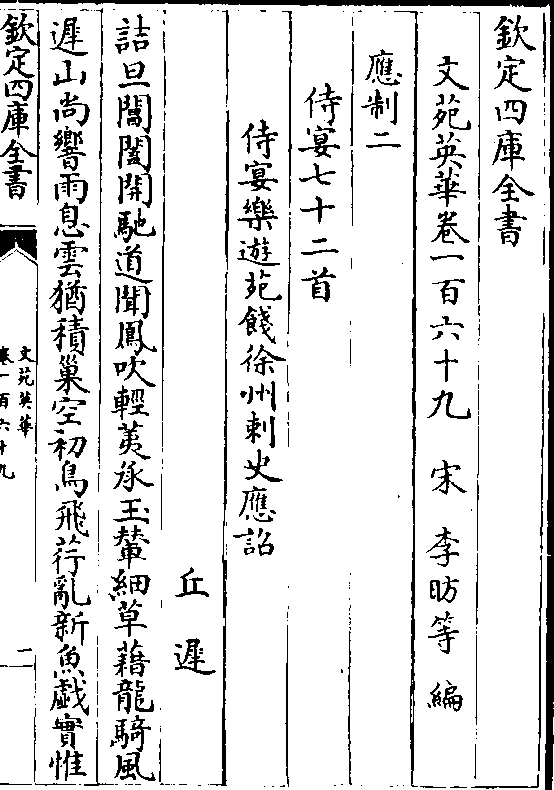 欽定四庫全書
文苑英華卷一百六十九　宋　李昉等　編
應制二
侍宴七十二首
侍宴樂遊苑餞徐州刺史應詔
丘遲
詰旦閶闔開馳道聞鳳吹輕荑承玉輦細草藉龍騎風
遲山尚響雨息雲猶積巢空初鳥飛荇亂新魚戯實惟
欽定四庫全書
文苑英華
卷一百六十九
一